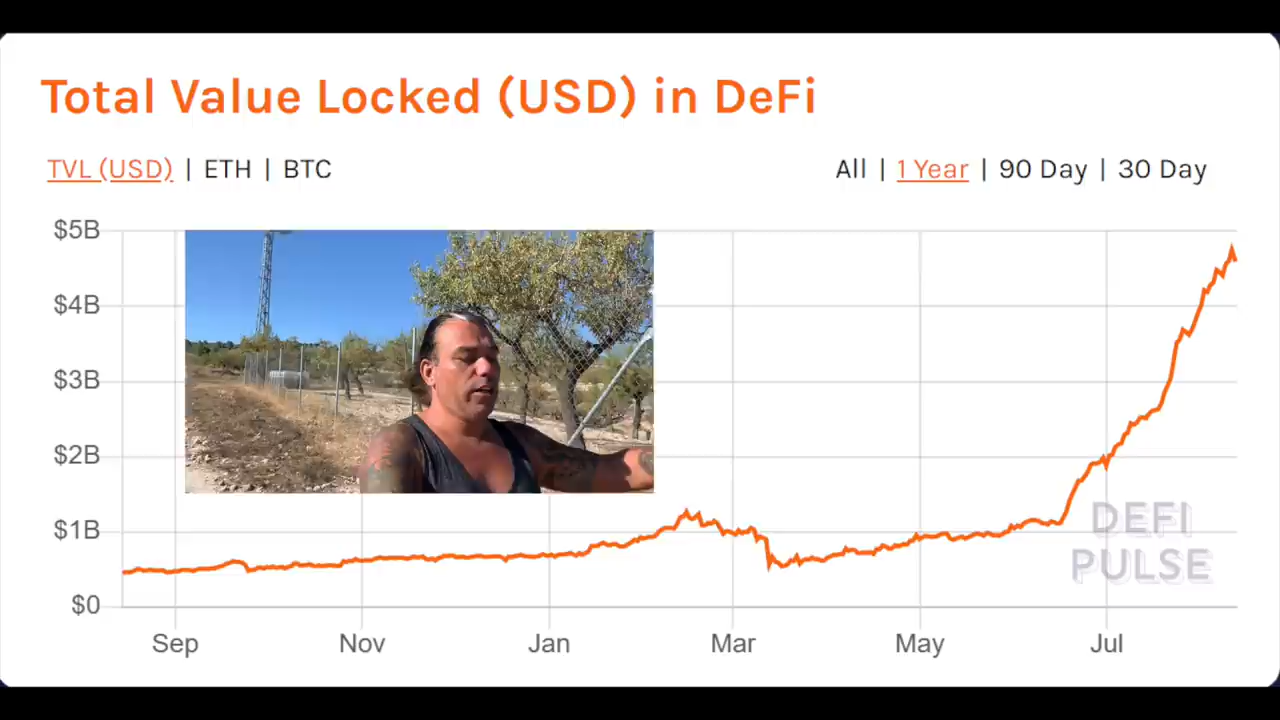 Total Value Locked (USD) in DeFi
TVL (USD) | ETH | BTC
All | 1 Year | 90 Day | 30 Day
$5B
$4B
$3B
$2B
$1B
$0
DEFI
PULSE
Sep Nov Jan Mar May Jul